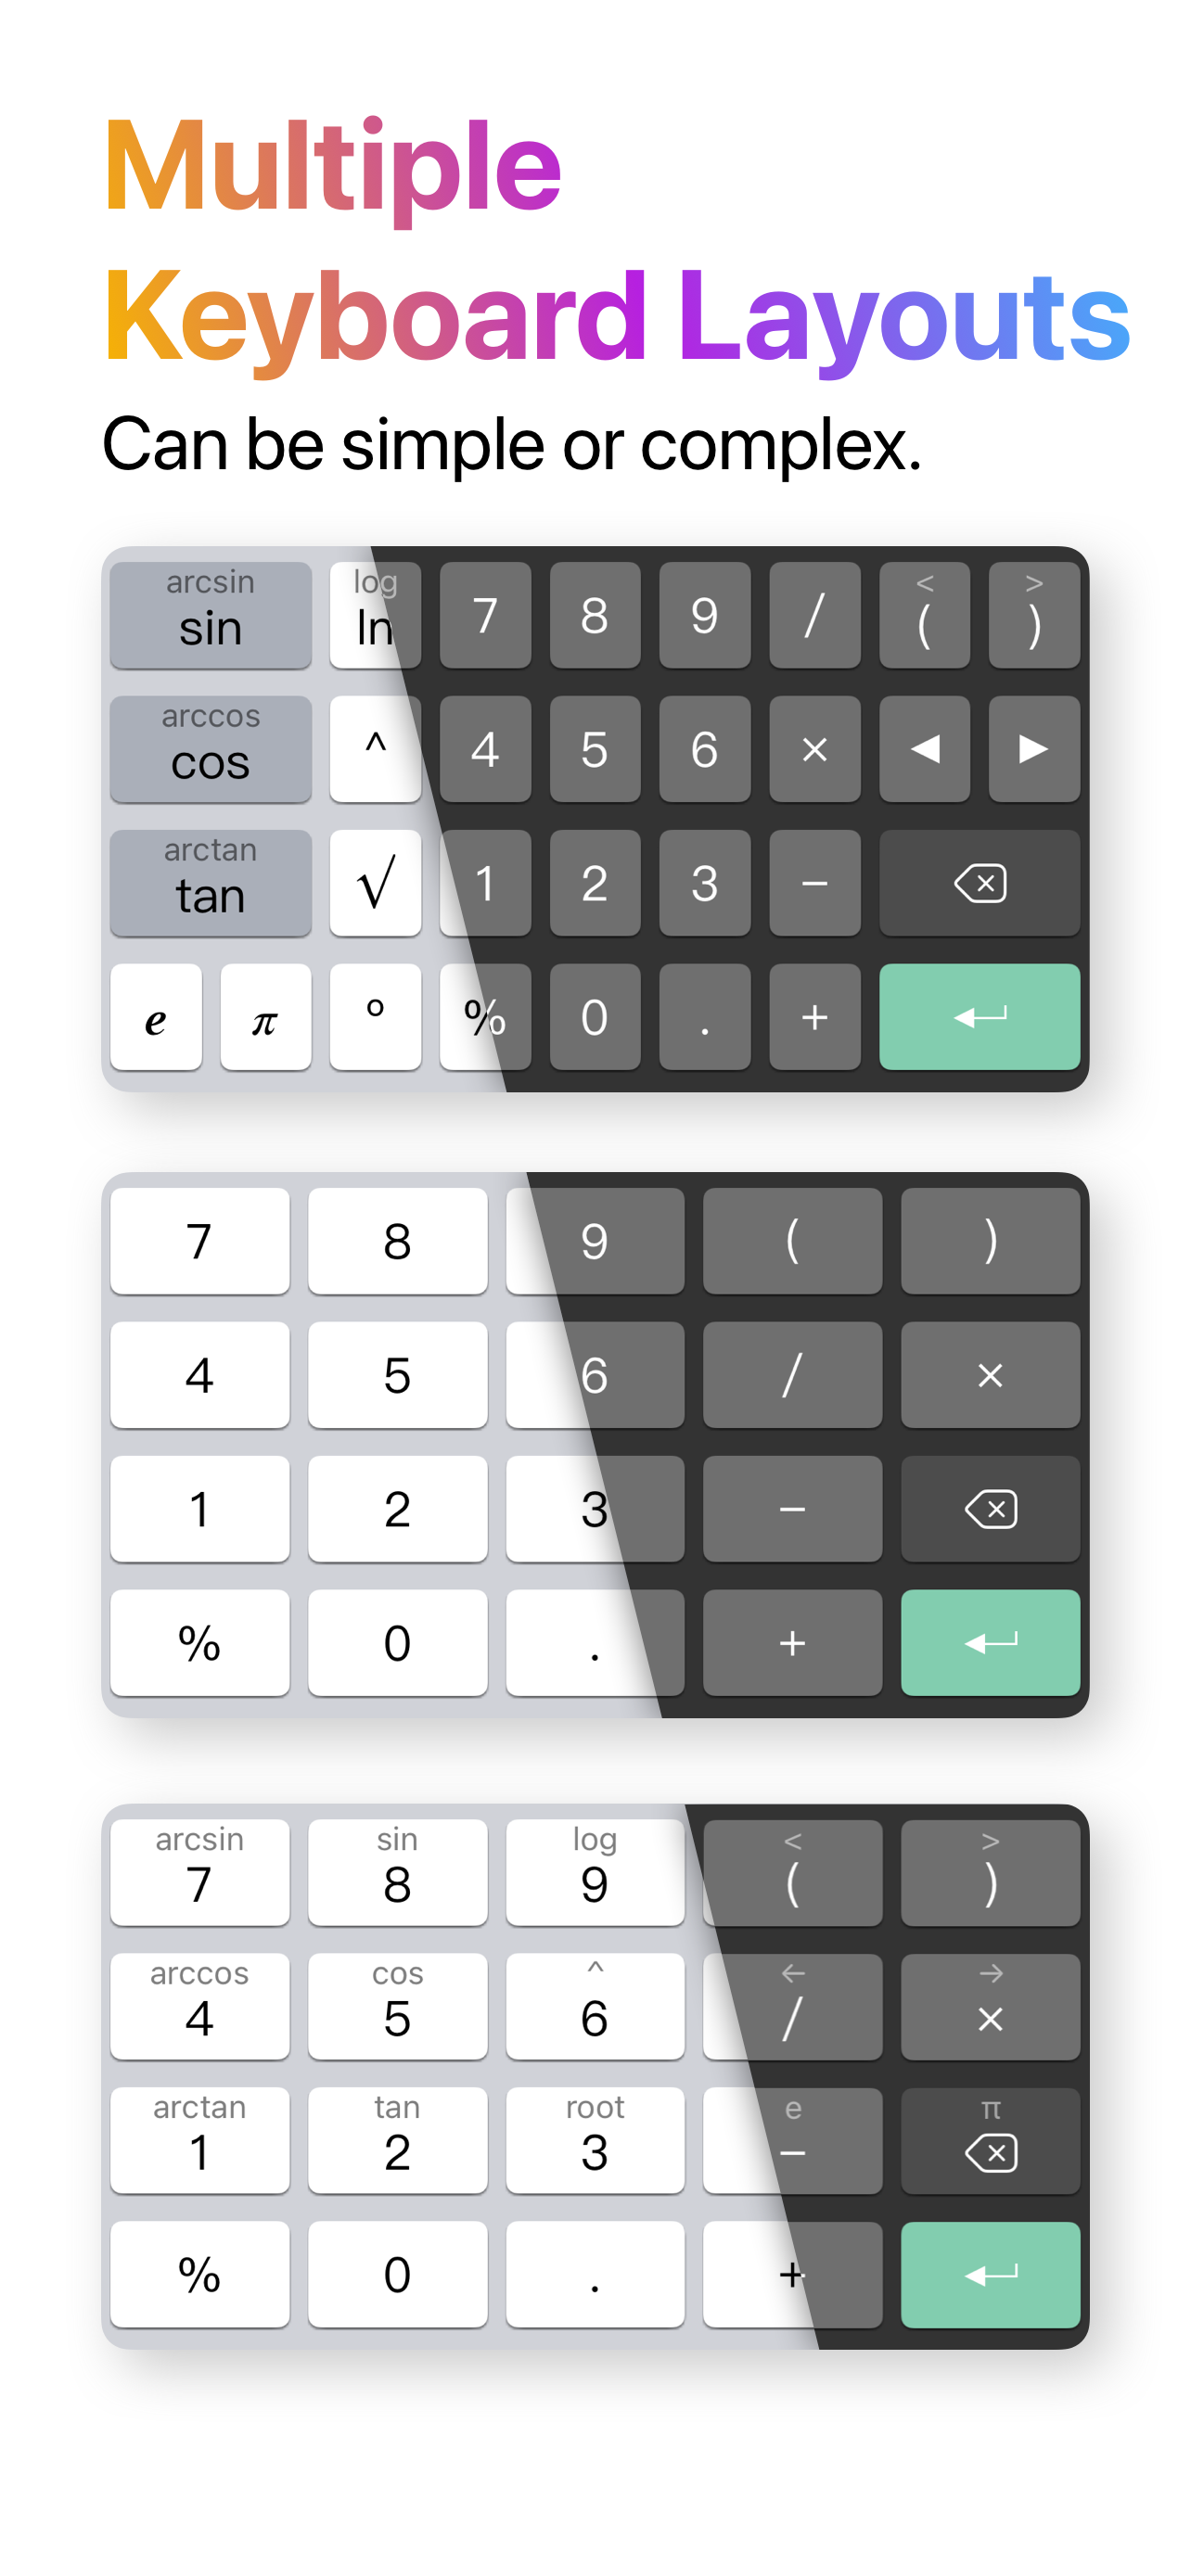 Multiple
Keyboard Layouts
Can be simple or complex.
arcsin log < >
sin ln 7 8 9 / ( )
arccos
cos ^ 4 5 6 × ◀ ▶
arctan
tan √ 1 2 3 −
e π ° % 0 . +
7 8 9 ( )
4 5 6 / ×
1 2 3 −
% 0 . +
arcsin sin log < >
7 8 9 ( )
arccos cos ^ ← →
4 5 6 / ×
arctan tan root e π
1 2 3 −
% 0 . +